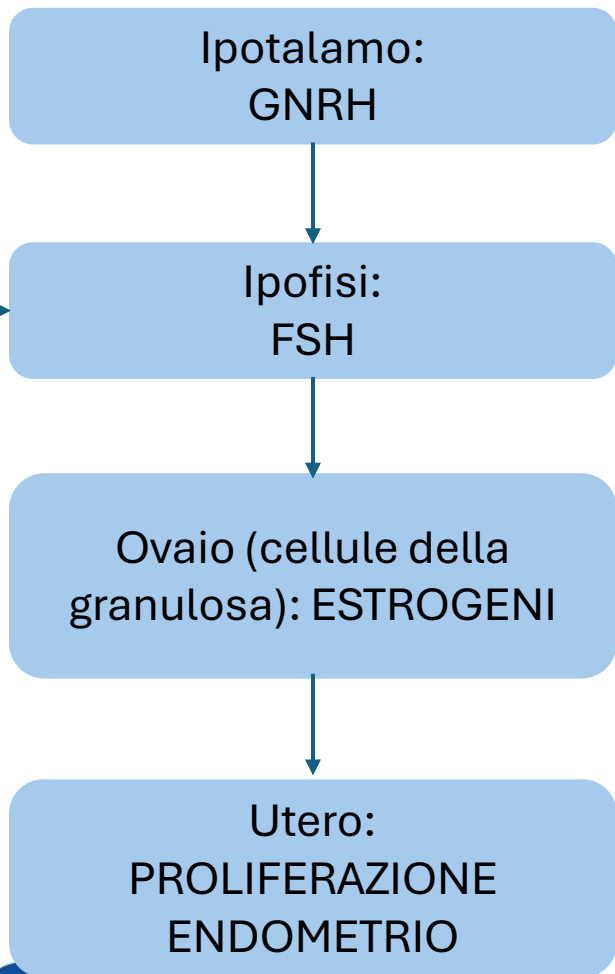 Ipotalamo:
GNRH
Ipofisi:
FSH
Ovaio (cellule della
granulosa): ESTROGENI
Utero:
PROLIFERAZIONE
ENDOMETRIO